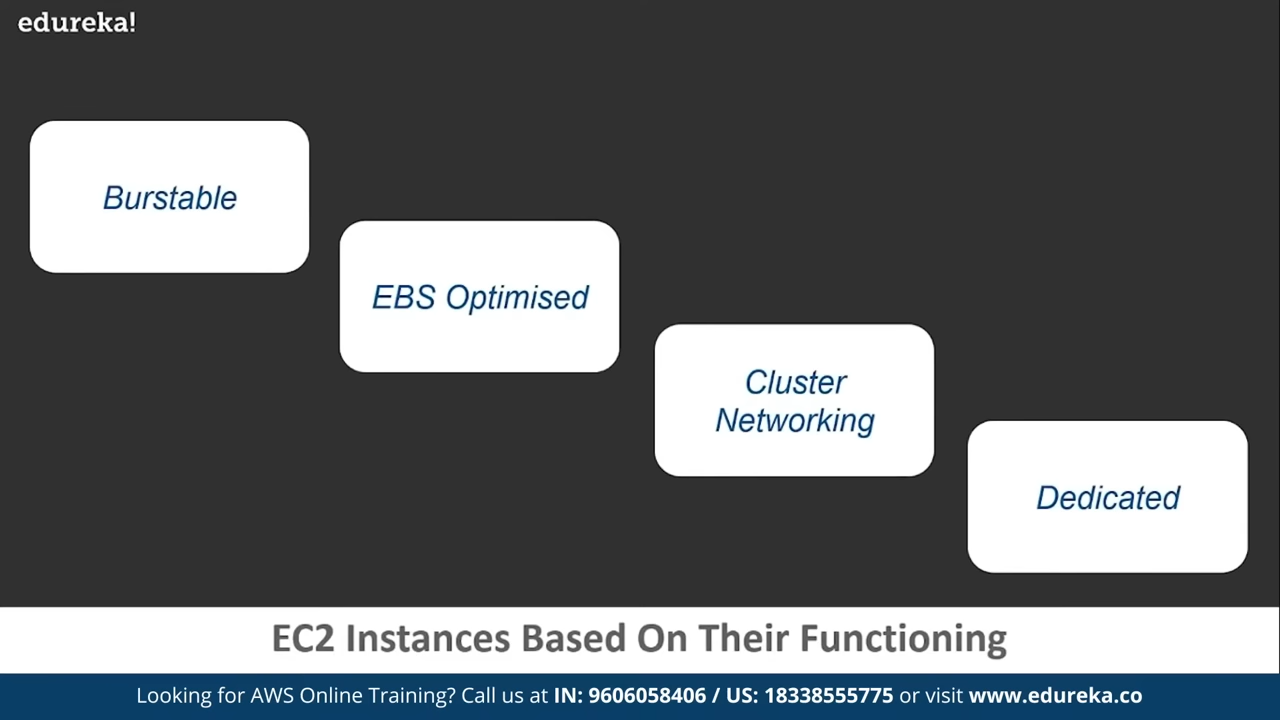 edureka!
Burstable
EBS Optimised
Cluster
Networking
Dedicated
EC2 Instances Based On Their Functioning
Looking for AWS Online Training? Call us at IN: 9606058406 / US: 18338555775 or visit www.edureka.co